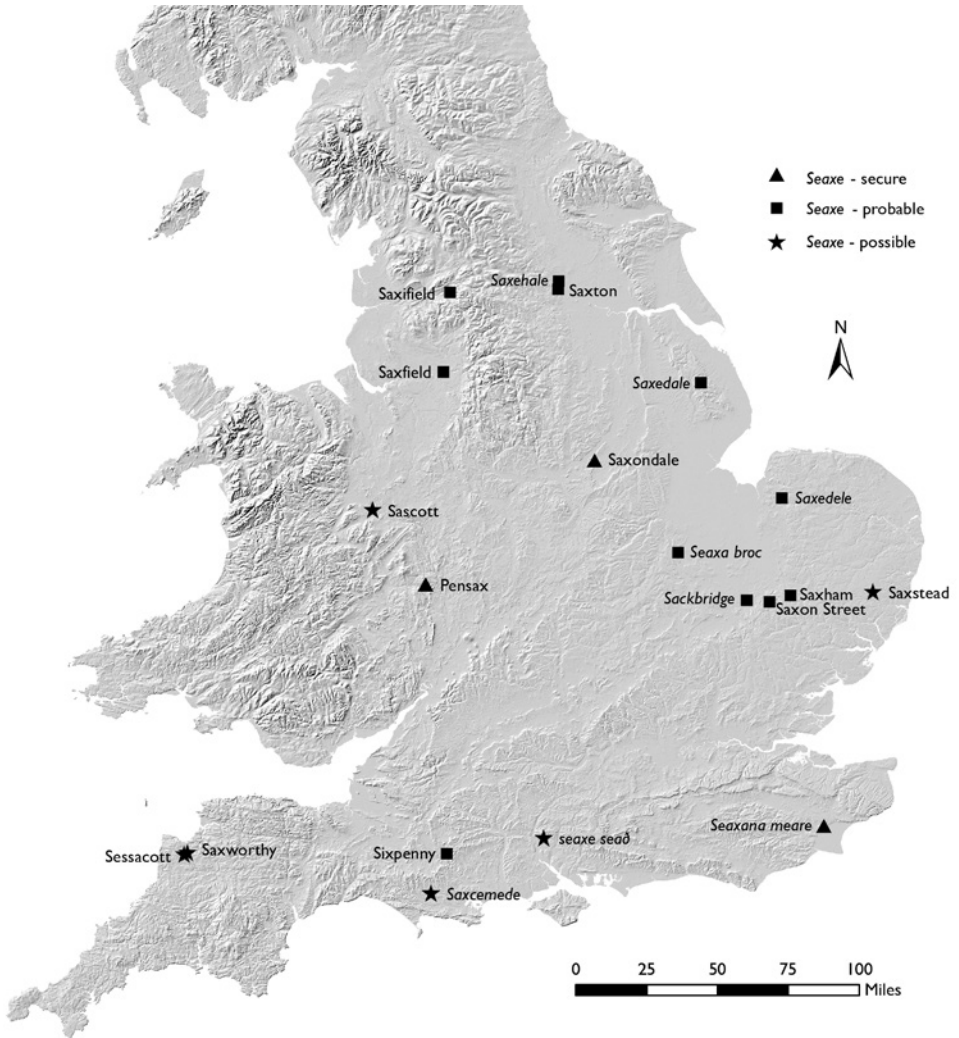 Seaxe - secure
Seaxe - probable
Seaxe - possible
N
Saxehale
Saxifield
Saxton
Saxfield
Saxedale
Saxondale
Saxedele
Sascott
Seaxa broc
Pensax
Sackbridge
Saxham
Saxstead
Saxon Street
Seaxana meare
seaxe seað
Sessacott
Saxworthy
Sixpenny
Saxcemede
0 25 50 75 100
Miles